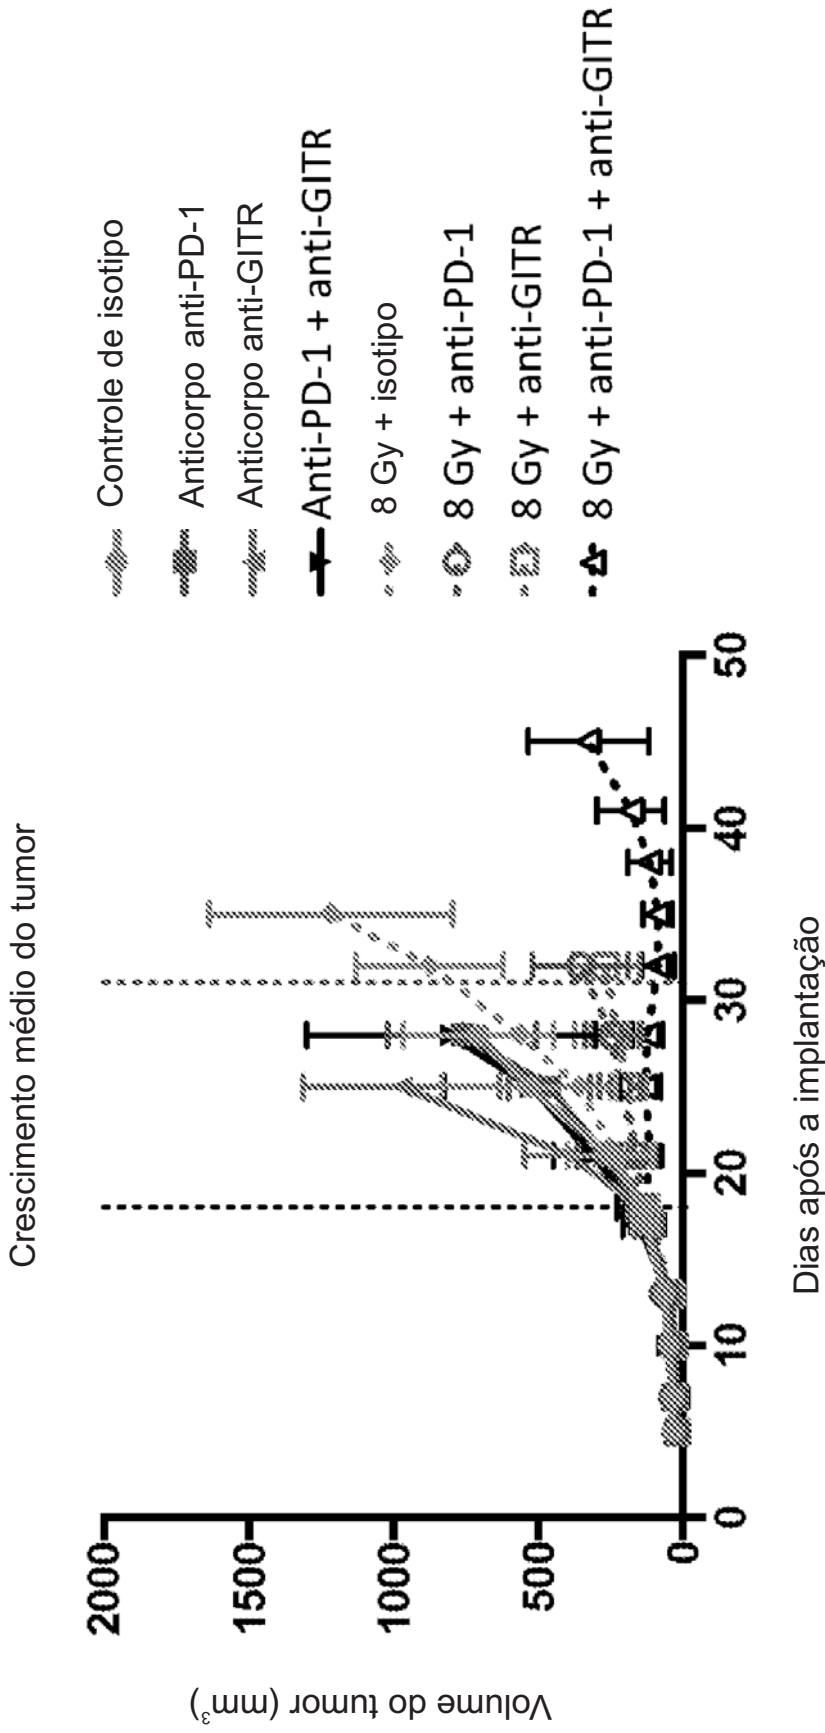 Crescimento médio do tumor
Volume do tumor (mm³)
2000
1500
1000
500
0
0
10
20
30
40
50
Dias após a implantação
Controle de isotipo
Anticorpo anti-PD-1
Anticorpo anti-GITR
Anti-PD-1 + anti-GITR
8 Gy + isotipo
8 Gy + anti-PD-1
8 Gy + anti-GITR
8 Gy + anti-PD-1 + anti-GITR